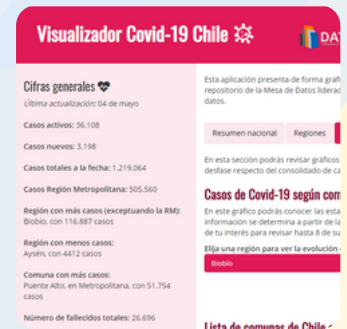 Visualizador Covid-19 Chile
Cifras generales
Última actualización: 04 de mayo
Casos activos: 36.108
Casos nuevos: 3.198
Casos totales a la fecha: 1.219.064
Casos Región Metropolitana: 505.560
Región con más casos (exceptuando la RM):
Biobío, con 116.887 casos
Región con menos casos:
Aysén, con 4412 casos
Comuna con más casos:
Puente Alto, en Metropolitana, con 51.754
casos
Número de fallecidos totales: 26.696
DA
Esta aplicación presenta de forma gráfi
repositorio de la Mesa de Datos liderad
datos.
Resumen nacional
Regiones
En esta sección podrás revisar gráficos
desfase respecto del consolidado de ca
Casos de Covid-19 según com
En este gráfico podrás conocer las esta
información se determina a partir de la
de tu interés para revisar hasta 8 de su
Elija una región para ver la evolución
Biobío
Lista de comunas de Chile